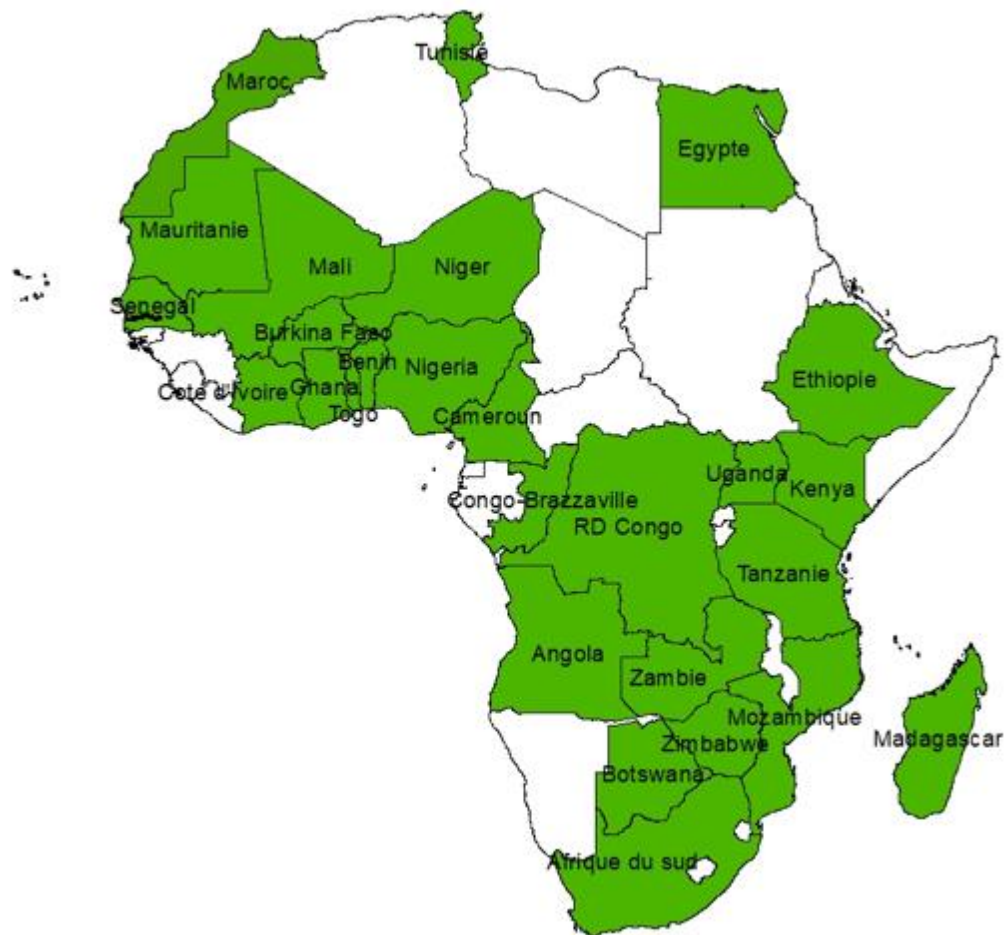 Tunisie
Maroc
Egypte
Mauritanie
Mali
Niger
Senegal
Burkina Faso
Benin
Nigeria
Ethiopie
Cote d'Ivoire
Ghana
Togo
Cameroun
Uganda
Kenya
Congo-Brazzaville
RD Congo
Tanzanie
Angola
Zambie
Mozambique
Madagascar
Zimbabwe
Botswana
Afrique du sud